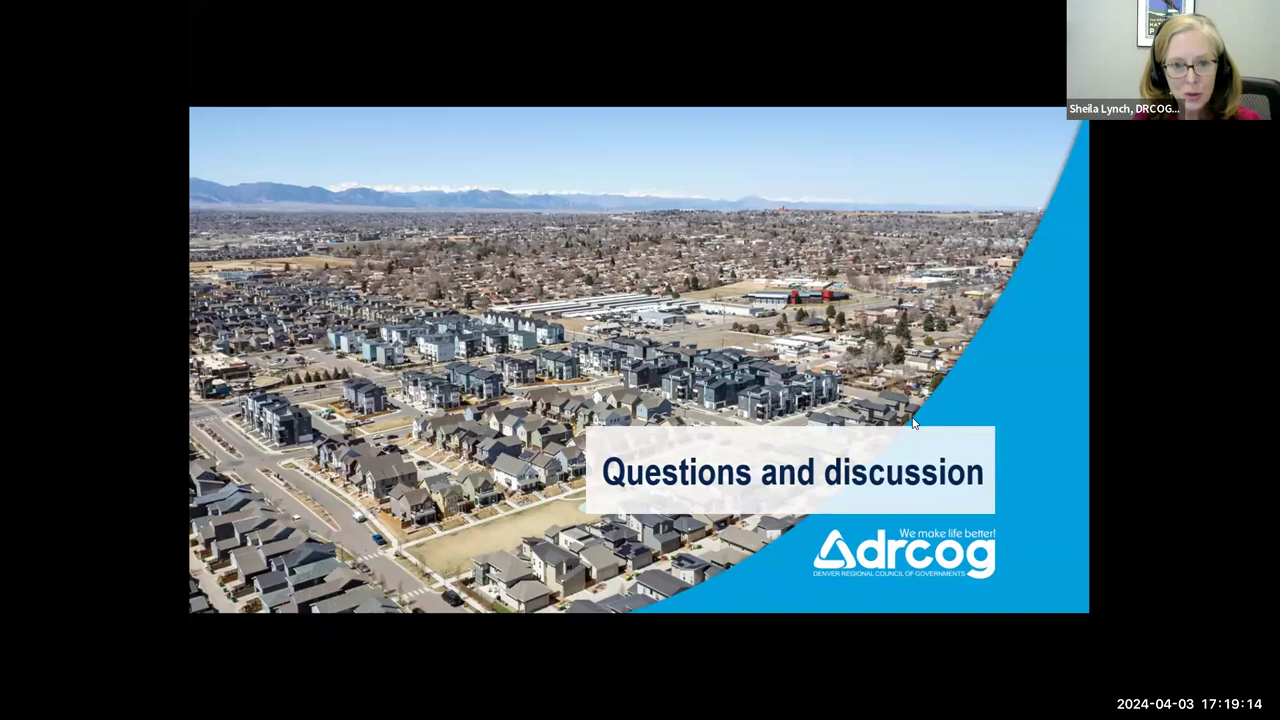 Sheila Lynch, DRCOG...
Questions and discussion
We make life better!
drcog
DENVER REGIONAL COUNCIL OF GOVERNMENTS
2024-04-03 17:19:14